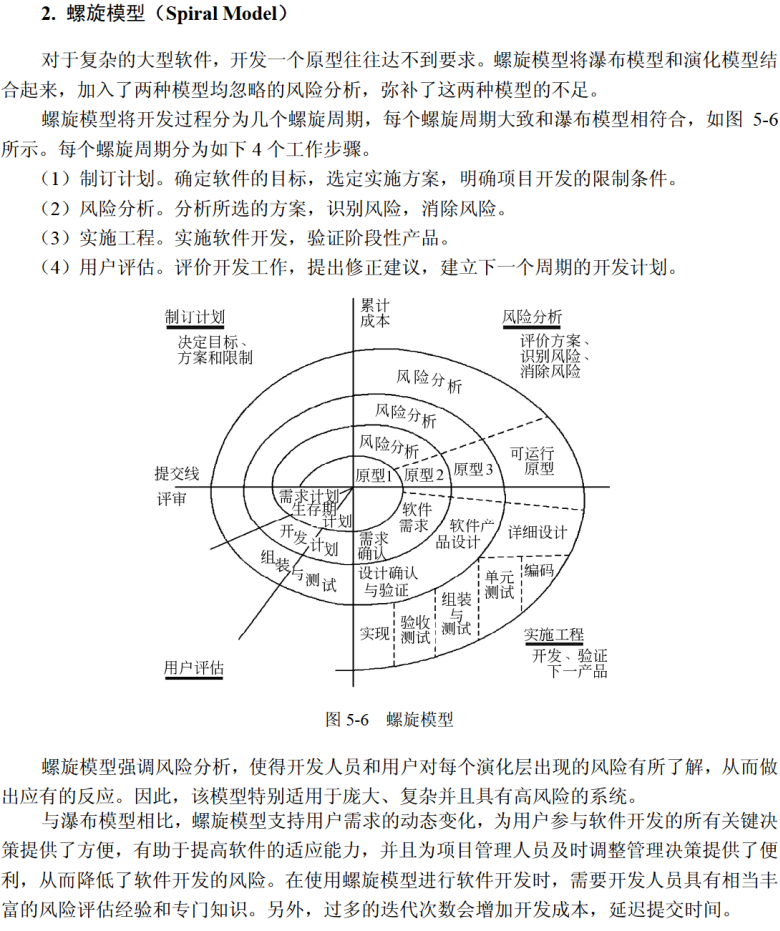 2. 螺旋模型（Spiral Model）
对于复杂的大型软件，开发一个原型往往达不到要求。螺旋模型将瀑布模型和演化模型结
合起来，加入了两种模型均忽略的风险分析，弥补了这两种模型的不足。
螺旋模型将开发过程分为几个螺旋周期，每个螺旋周期大致和瀑布模型相符合，如图 5-6
所示。每个螺旋周期分为如下 4 个工作步骤。
（1）制订计划。确定软件的目标，选定实施方案，明确项目开发的限制条件。
（2）风险分析。分析所选的方案，识别风险，消除风险。
（3）实施工程。实施软件开发，验证阶段性产品。
（4）用户评估。评价开发工作，提出修正建议，建立下一个周期的开发计划。
累计
成本
制订计划
决定目标、
方案和限制
风险分析
评价方案、
识别风险、
消除风险
风险分析
风险分析
风险分析
可运行
原型
提交线
评审
原型1
原型2
原型3
需求计划
生存期
计划
开发计划
组装与测试
软件
需求
需求
确认
软件产
品设计
详细设计
设计确认
与验证
实现
验收
测试
组装
与
测试
单元
测试
编码
用户评估
实施工程
开发、验证
下一产品
图 5-6 螺旋模型
螺旋模型强调风险分析，使得开发人员和用户对每个演化层出现的风险有所了解，从而做
出应有的反应。因此，该模型特别适用于庞大、复杂并且具有高风险的系统。
与瀑布模型相比，螺旋模型支持用户需求的动态变化，为用户参与软件开发的所有关键决
策提供了方便，有助于提高软件的适应能力，并且为项目管理人员及时调整管理决策提供了便
利，从而降低了软件开发的风险。在使用螺旋模型进行软件开发时，需要开发人员具有相当丰
富的风险评估经验和专门知识。另外，过多的迭代次数会增加开发成本，延迟提交时间。